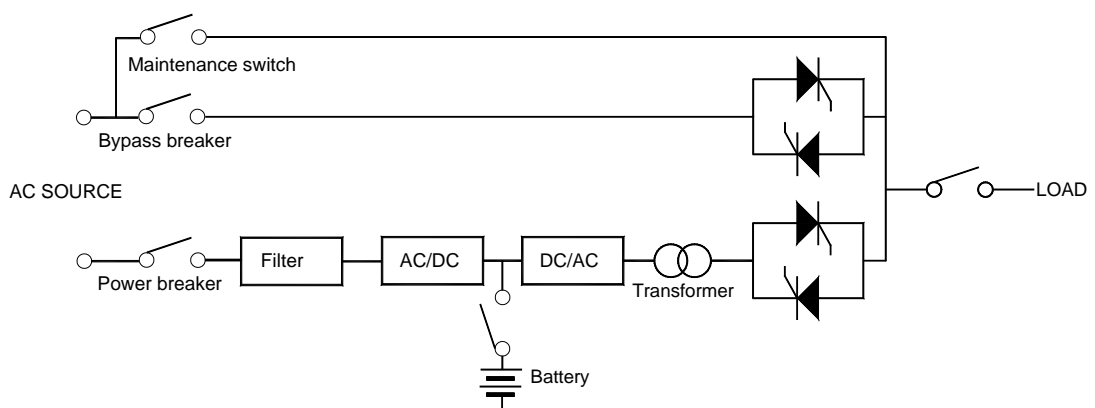 Maintenance switch
Bypass breaker
AC SOURCE
LOAD
Filter
AC/DC
DC/AC
Power breaker
Transformer
Battery